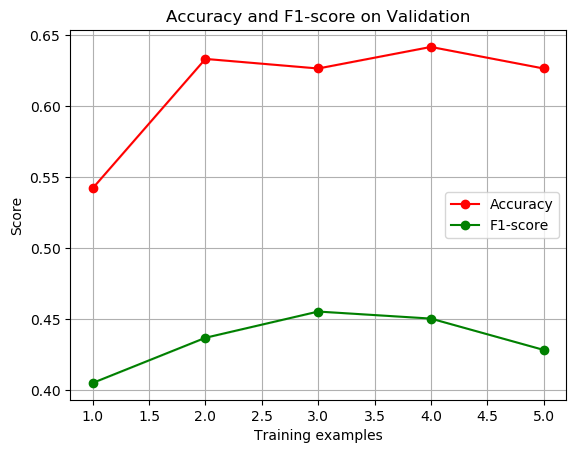 Accuracy and F1-score on Validation
0.65
0.60
0.55
0.50
0.45
0.40
Score
Accuracy
F1-score
1.0 1.5 2.0 2.5 3.0 3.5 4.0 4.5 5.0
Training examples